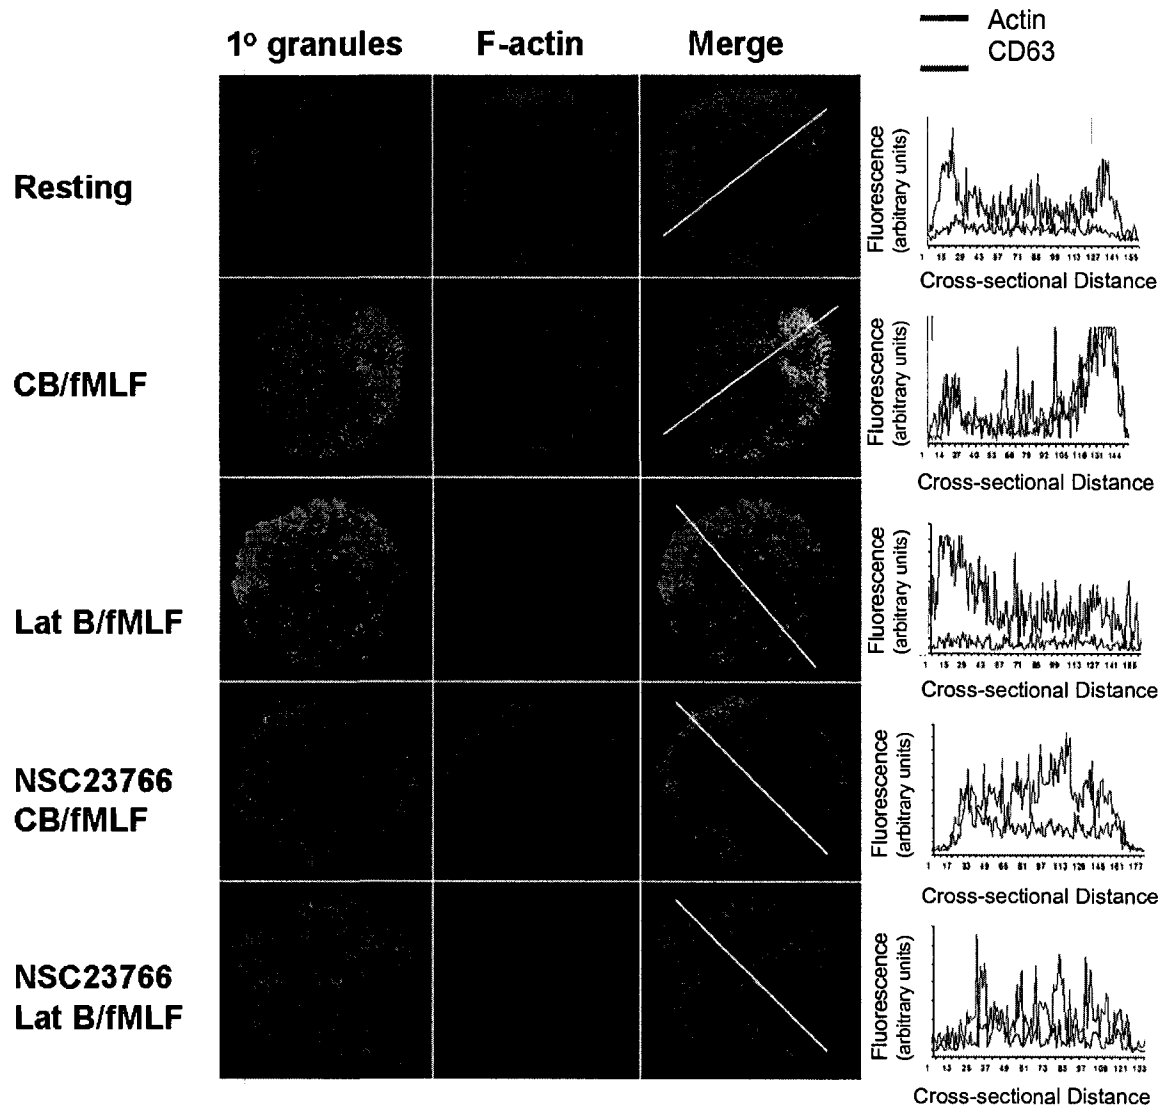 Actin
CD63
1º granules F-actin Merge
Resting
Fluorescence
(arbitrary units)
Cross-sectional Distance
CB/fMLF
Fluorescence
(arbitrary units)
Cross-sectional Distance
Lat B/fMLF
Fluorescence
(arbitrary units)
Cross-sectional Distance
NSC23766
CB/fMLF
Fluorescence
(arbitrary units)
Cross-sectional Distance
NSC23766
Lat B/fMLF
Fluorescence
(arbitrary units)
Cross-sectional Distance